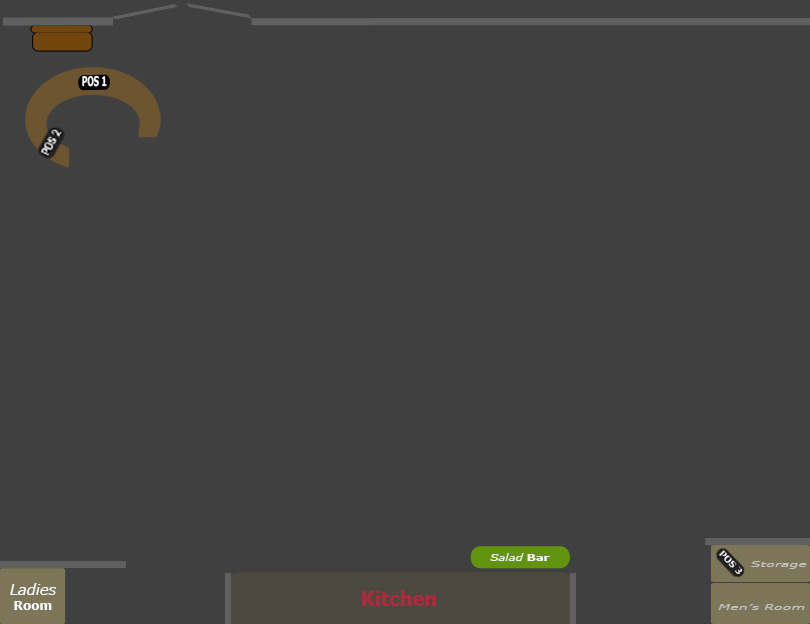 POS 1
POS 2
Salad Bar
POS 3
Storage
Ladies
Room
Kitchen
Men's Room